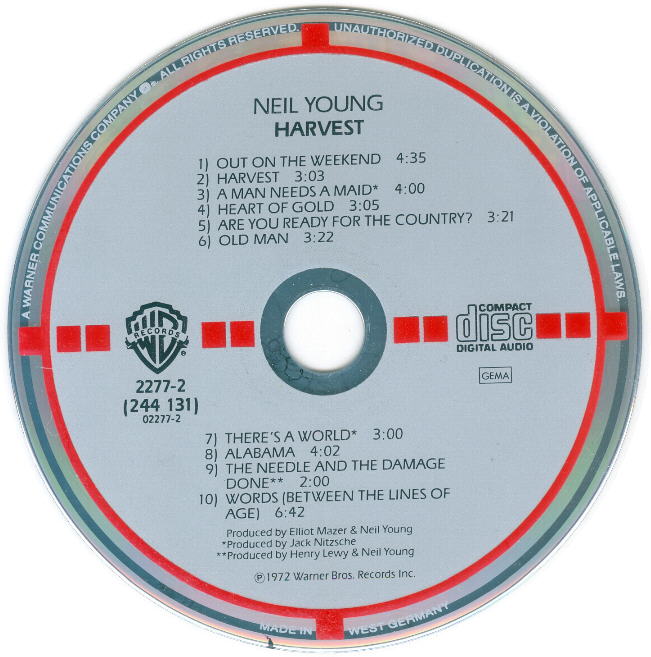 A WARNER COMMUNICATIONS COMPANY ℗. ALL RIGHTS RESERVED. UNAUTHORIZED DUPLICATION IS A VIOLATION OF APPLICABLE LAWS.
NEIL YOUNG
HARVEST
1) OUT ON THE WEEKEND 4:35
2) HARVEST 3:03
3) A MAN NEEDS A MAID* 4:00
4) HEART OF GOLD 3:05
5) ARE YOU READY FOR THE COUNTRY? 3:21
6) OLD MAN 3:22
WB
RECORDS
®
2277-2
(244 131)
02277-2
COMPACT
disc
DIGITAL AUDIO
GEMA
7) THERE'S A WORLD* 3:00
8) ALABAMA 4:02
9) THE NEEDLE AND THE DAMAGE
DONE** 2:00
10) WORDS (BETWEEN THE LINES OF
AGE) 6:42
Produced by Elliot Mazer & Neil Young
*Produced by Jack Nitzsche
**Produced by Henry Lewy & Neil Young
℗1972 Warner Bros. Records Inc.
MADE IN WEST GERMANY